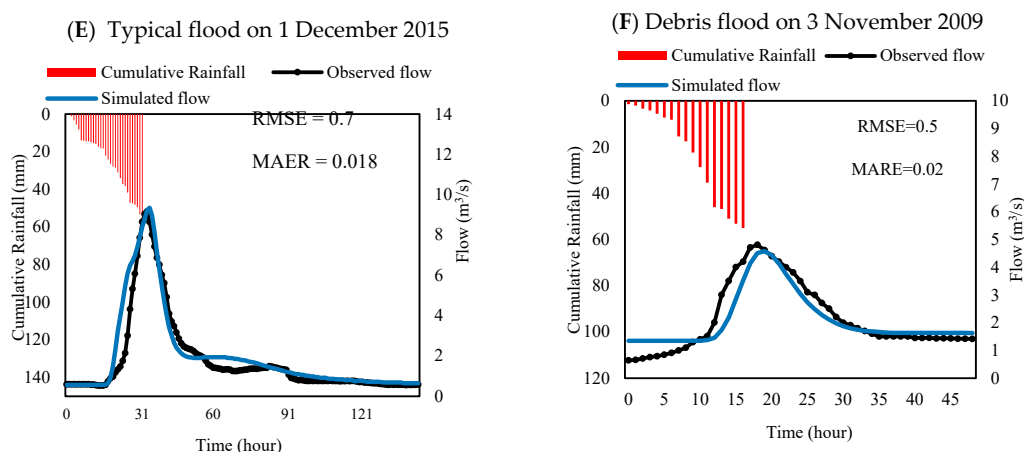 (E) Typical flood on 1 December 2015
Cumulative Rainfall
Observed flow
Simulated flow
RMSE = 0.7
MAER = 0.018
Cumulative Rainfall (mm)
0
20
40
60
80
100
120
140
14
12
10
8
6
4
2
0
Flow (m³/s)
0 31 60 91 121
Time (hour)
(F) Debris flood on 3 November 2009
Cumulative Rainfall
Observed flow
Simulated flow
RMSE=0.5
MARE=0.02
Cumulative Rainfall (mm)
0
20
40
60
80
100
120
10
9
8
7
6
5
4
3
2
1
0
Flow (m³/s)
0 5 10 15 20 25 30 35 40 45
Time (hour)